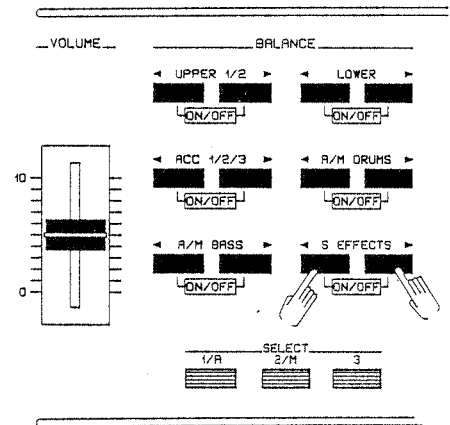 VOLUME BALANCE
◄ UPPER 1/2 ► ◄ LOWER ►
ON/OFF ON/OFF
◄ ACC 1/2/3 ► ◄ A/M DRUMS ►
10
ON/OFF ON/OFF
◄ A/M BASS ► ◄ S EFFECTS ►
0
ON/OFF ON/OFF
SELECT
1/A 2/M 3